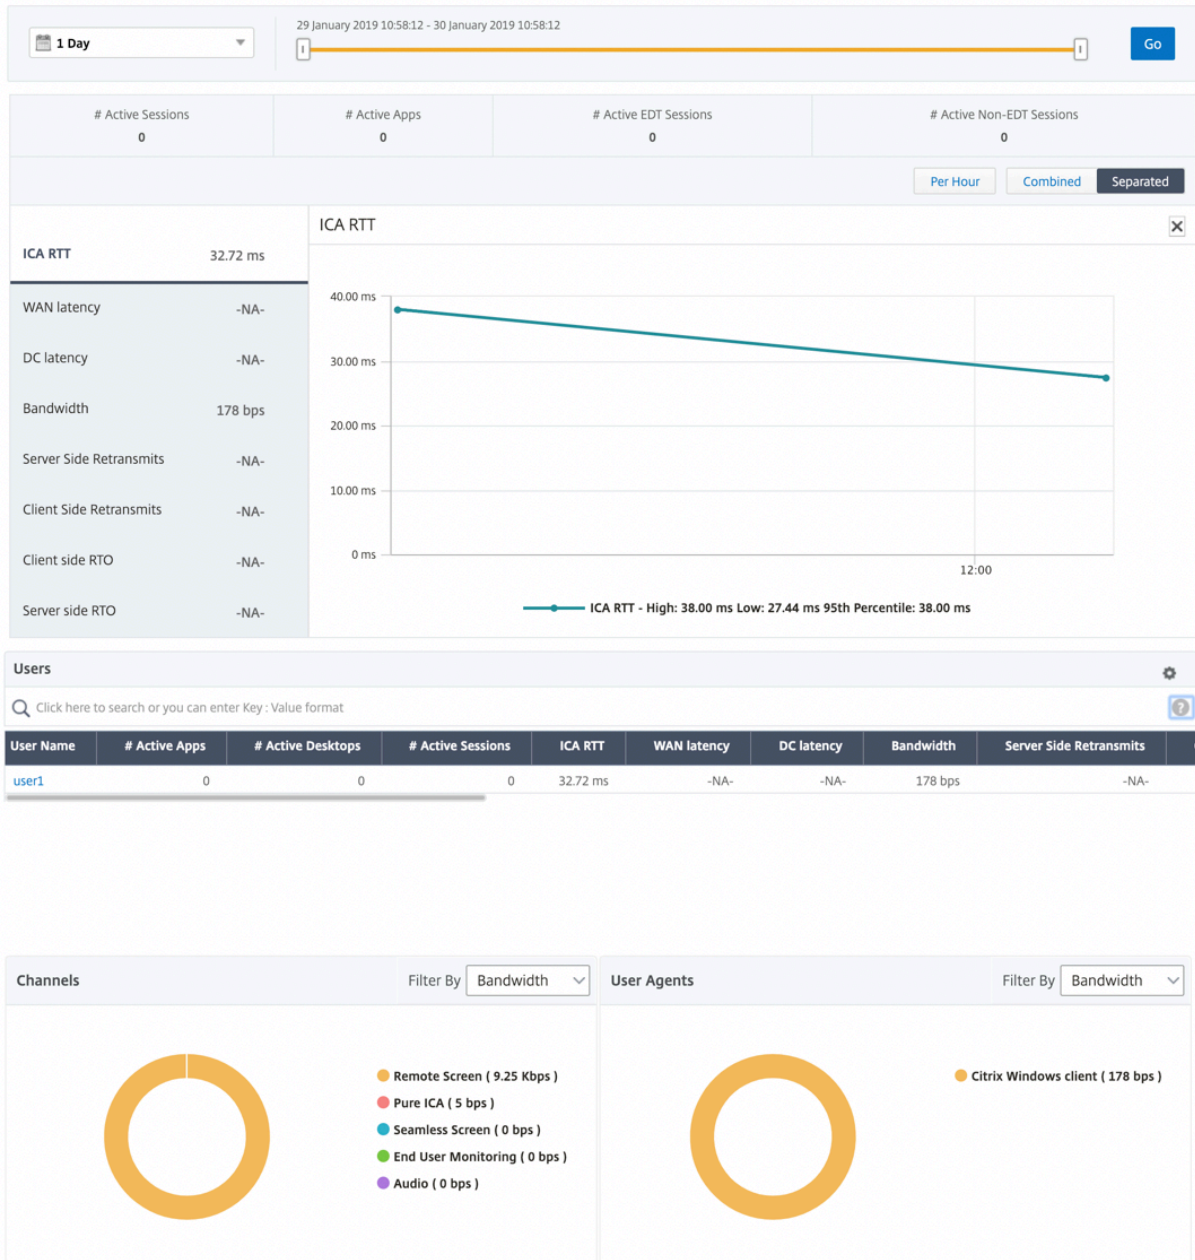 29 January 2019 10:58:12 - 30 January 2019 10:58:12
1 Day
Go
# Active Sessions
0
# Active Apps
0
# Active EDT Sessions
0
# Active Non-EDT Sessions
0
Per Hour
Combined
Separated
ICA RTT 32.72 ms
WAN latency -NA-
DC latency -NA-
Bandwidth 178 bps
Server Side Retransmits -NA-
Client Side Retransmits -NA-
Client side RTO -NA-
Server side RTO -NA-
ICA RTT
40.00 ms
30.00 ms
20.00 ms
10.00 ms
0 ms
12:00
ICA RTT - High: 38.00 ms Low: 27.44 ms 95th Percentile: 38.00 ms
Users
Click here to search or you can enter Key : Value format
?
User Name # Active Apps # Active Desktops # Active Sessions ICA RTT WAN latency DC latency Bandwidth Server Side Retransmits
user1 0 0 0 32.72 ms -NA- -NA- 178 bps -NA-
Channels
Filter By Bandwidth
Remote Screen ( 9.25 Kbps )
Pure ICA ( 5 bps )
Seamless Screen ( 0 bps )
End User Monitoring ( 0 bps )
Audio ( 0 bps )
User Agents
Filter By Bandwidth
Citrix Windows client ( 178 bps )